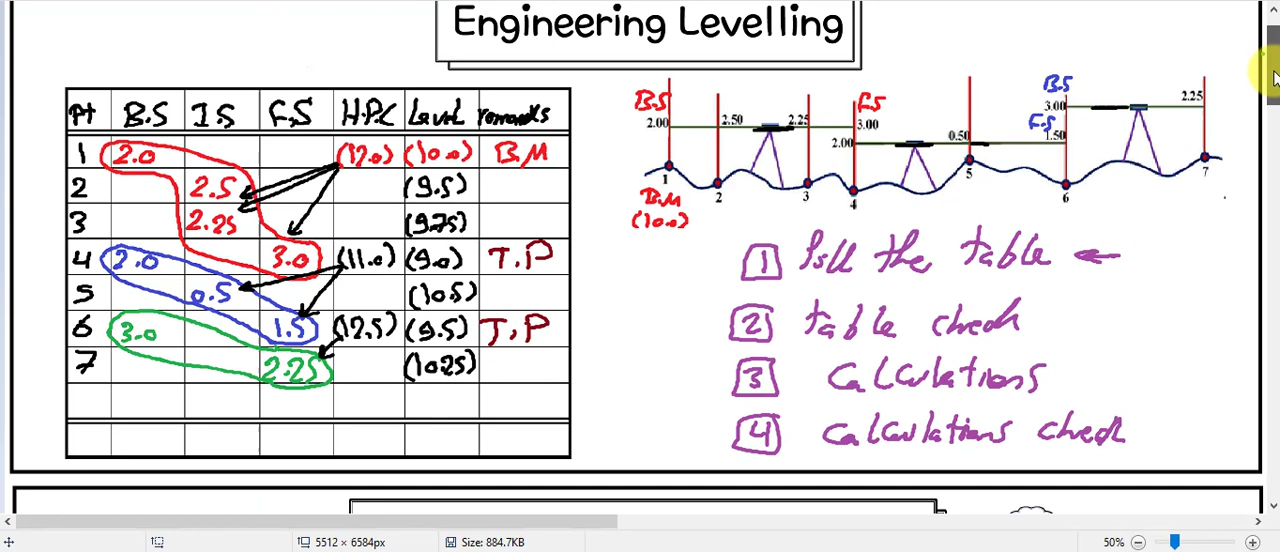 Engineering Levelling
Pt B.S I.S F.S H.P.C Level remarks
1 2.0 (12.0) (10.0) B.M
2 2.5 (9.5)
3 2.25 (9.75)
4 2.0 3.0 (11.0) (9.0) T.P
5 0.5 (10.5)
6 3.0 1.5 (12.5) (9.5) T.P
7 2.25 (10.25)
B.S F.S B.S
2.00 2.50 2.25 3.00 3.00 2.25
F.S
2.00 0.50 1.50
1 2 3 4 5 6 7
B.M
(10.0)
1 fill the table
2 table check
3 calculations
4 calculations check
5512 × 6584px Size: 884.7KB 50%